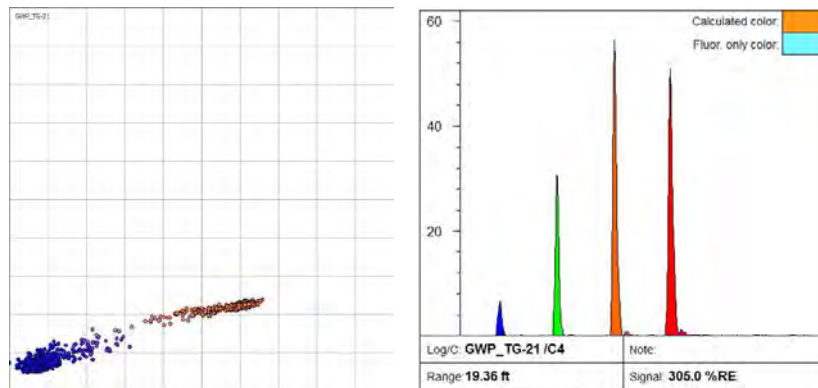 GWP_TG-21
60
Calculated color:
Fluor. only color:
40
20
Log/C: GWP_TG-21 /C4
Note:
Range: 19.36 ft
Signal: 305.0 %RE